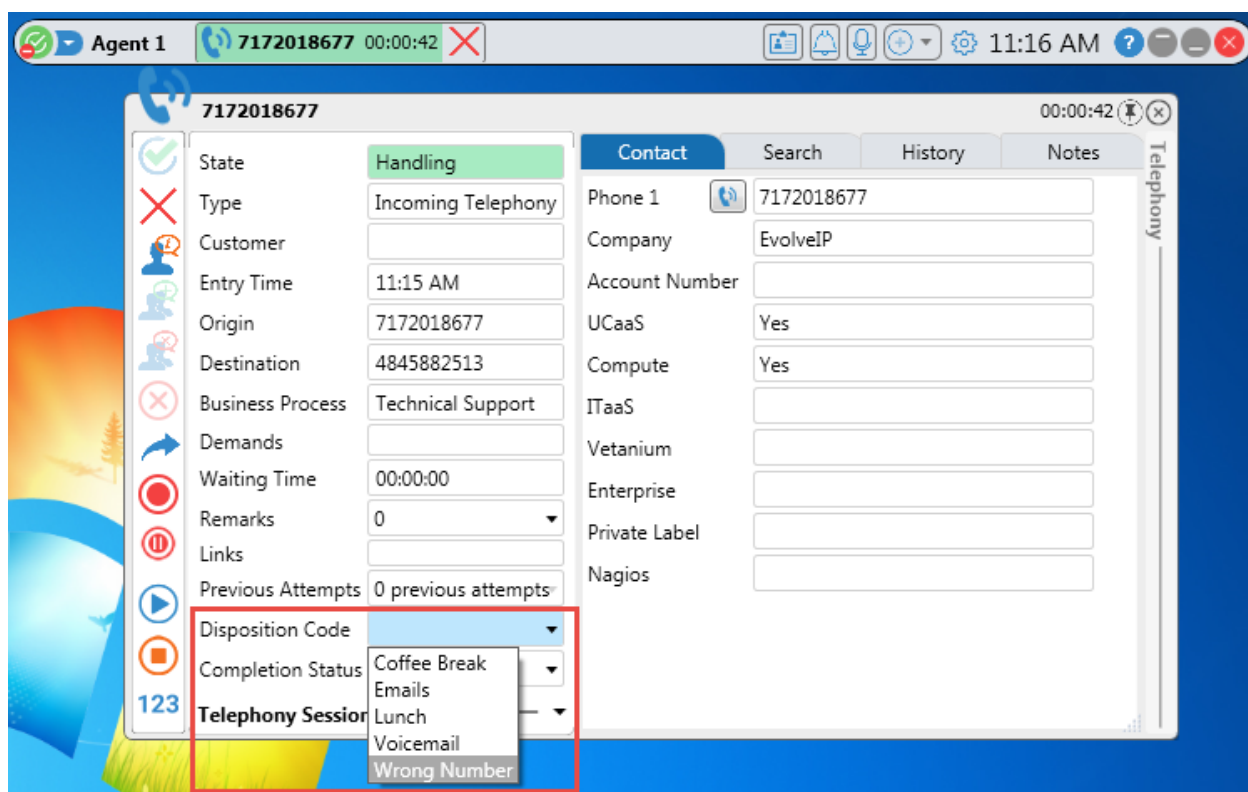 Agent 1 7172018677 00:00:42 11:16 AM ?
7172018677 00:00:42
Contact Search History Notes
Telephony
State Handling
Type Incoming Telephony
Customer
Entry Time 11:15 AM
Origin 7172018677
Destination 4845882513
Business Process Technical Support
Demands
Waiting Time 00:00:00
Remarks 0
Links
Previous Attempts 0 previous attempts
Disposition Code
Completion Status
Coffee Break
Emails
Lunch
Voicemail
Wrong Number
123 Telephony Session
Phone 1 7172018677
Company EvolveIP
Account Number
UCaaS Yes
Compute Yes
ITaaS
Vetanium
Enterprise
Private Label
Nagios